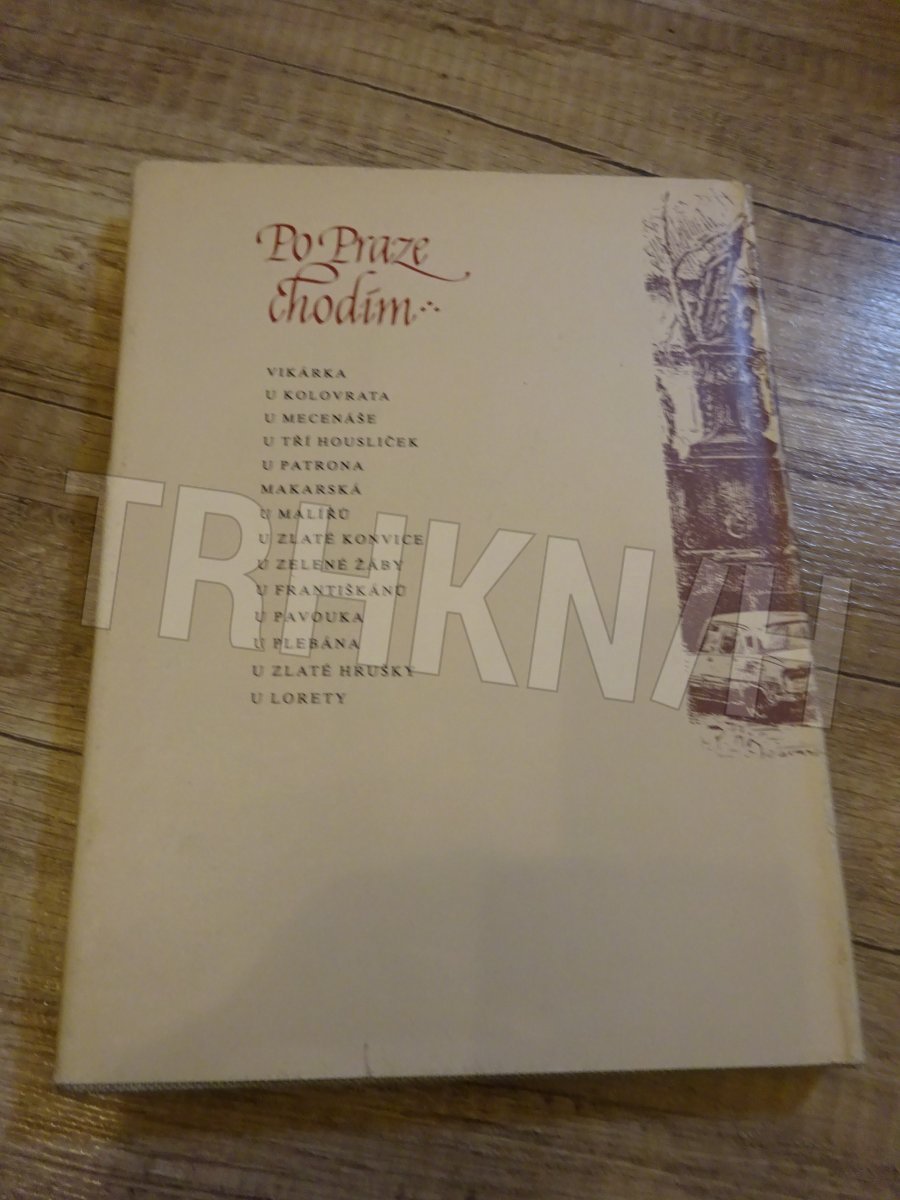 Po Praze
chodím
VIKÁRKA
U KOLOVRATA
U MECENÁŠE
U TŘÍ HOUSLIČEK
U PATRONA
MAKARSKÁ
U MALÍŘŮ
U ZLATÉ KONVICE
U ZELENÉ ŽÁBY
U FRANTIŠKÁNŮ
U PAVOUKA
U PLEBÁNA
U ZLATÉ HRUŠKY
U LORETY
TRHKNIH